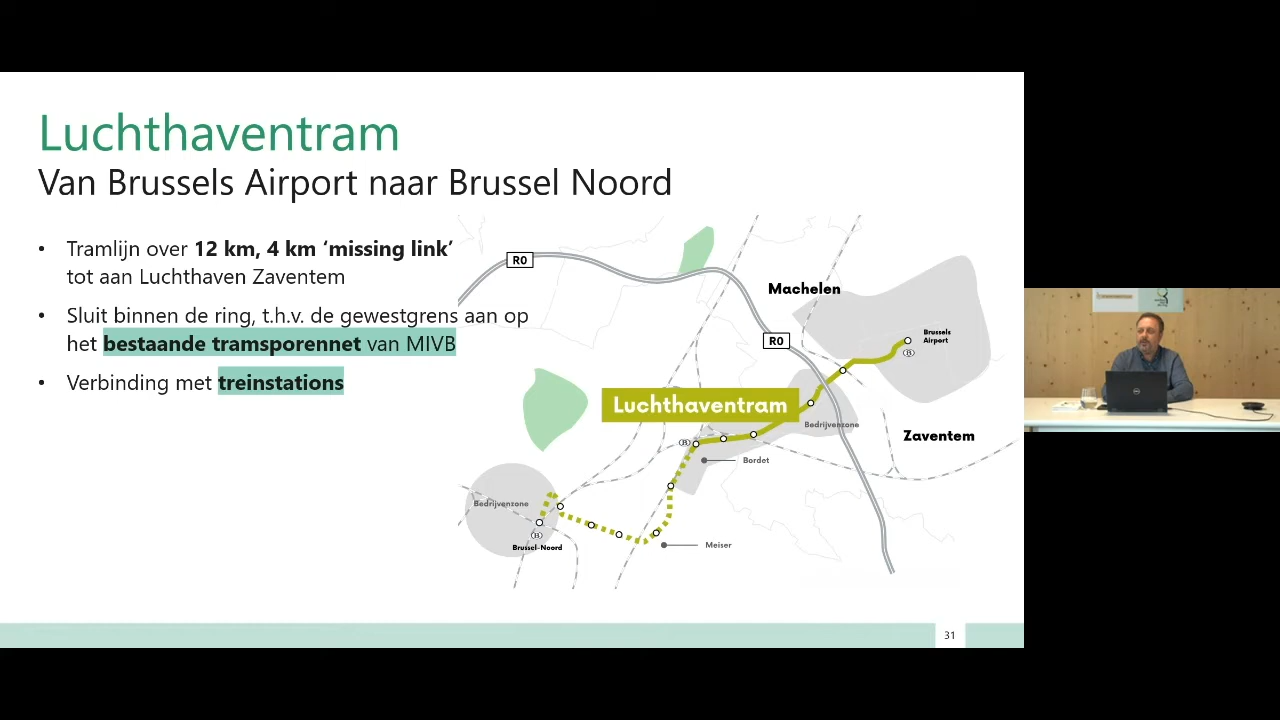 Luchthaventram
Van Brussels Airport naar Brussel Noord
• Tramlijn over 12 km, 4 km ‘missing link’
tot aan Luchthaven Zaventem
• Sluit binnen de ring, t.h.v. de gewestgrens aan op
het bestaande tramsporennet van MIVB
• Verbinding met treinstations
R0
Machelen
R0
Brussels
Airport
Luchthaventram
Bedrijvenzone
Zaventem
Bordet
Bedrijvenzone
Brussel-Noord
Meiser
31